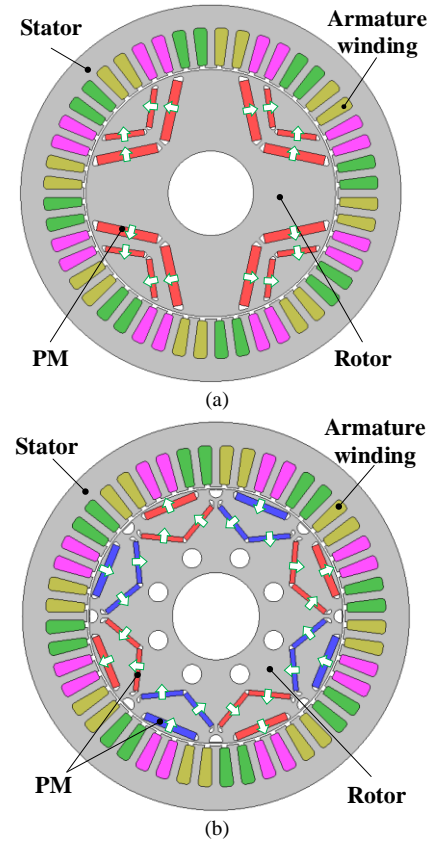 Stator
Armature
winding
PM
Rotor
(a)
Stator
Armature
winding
PM
Rotor
(b)